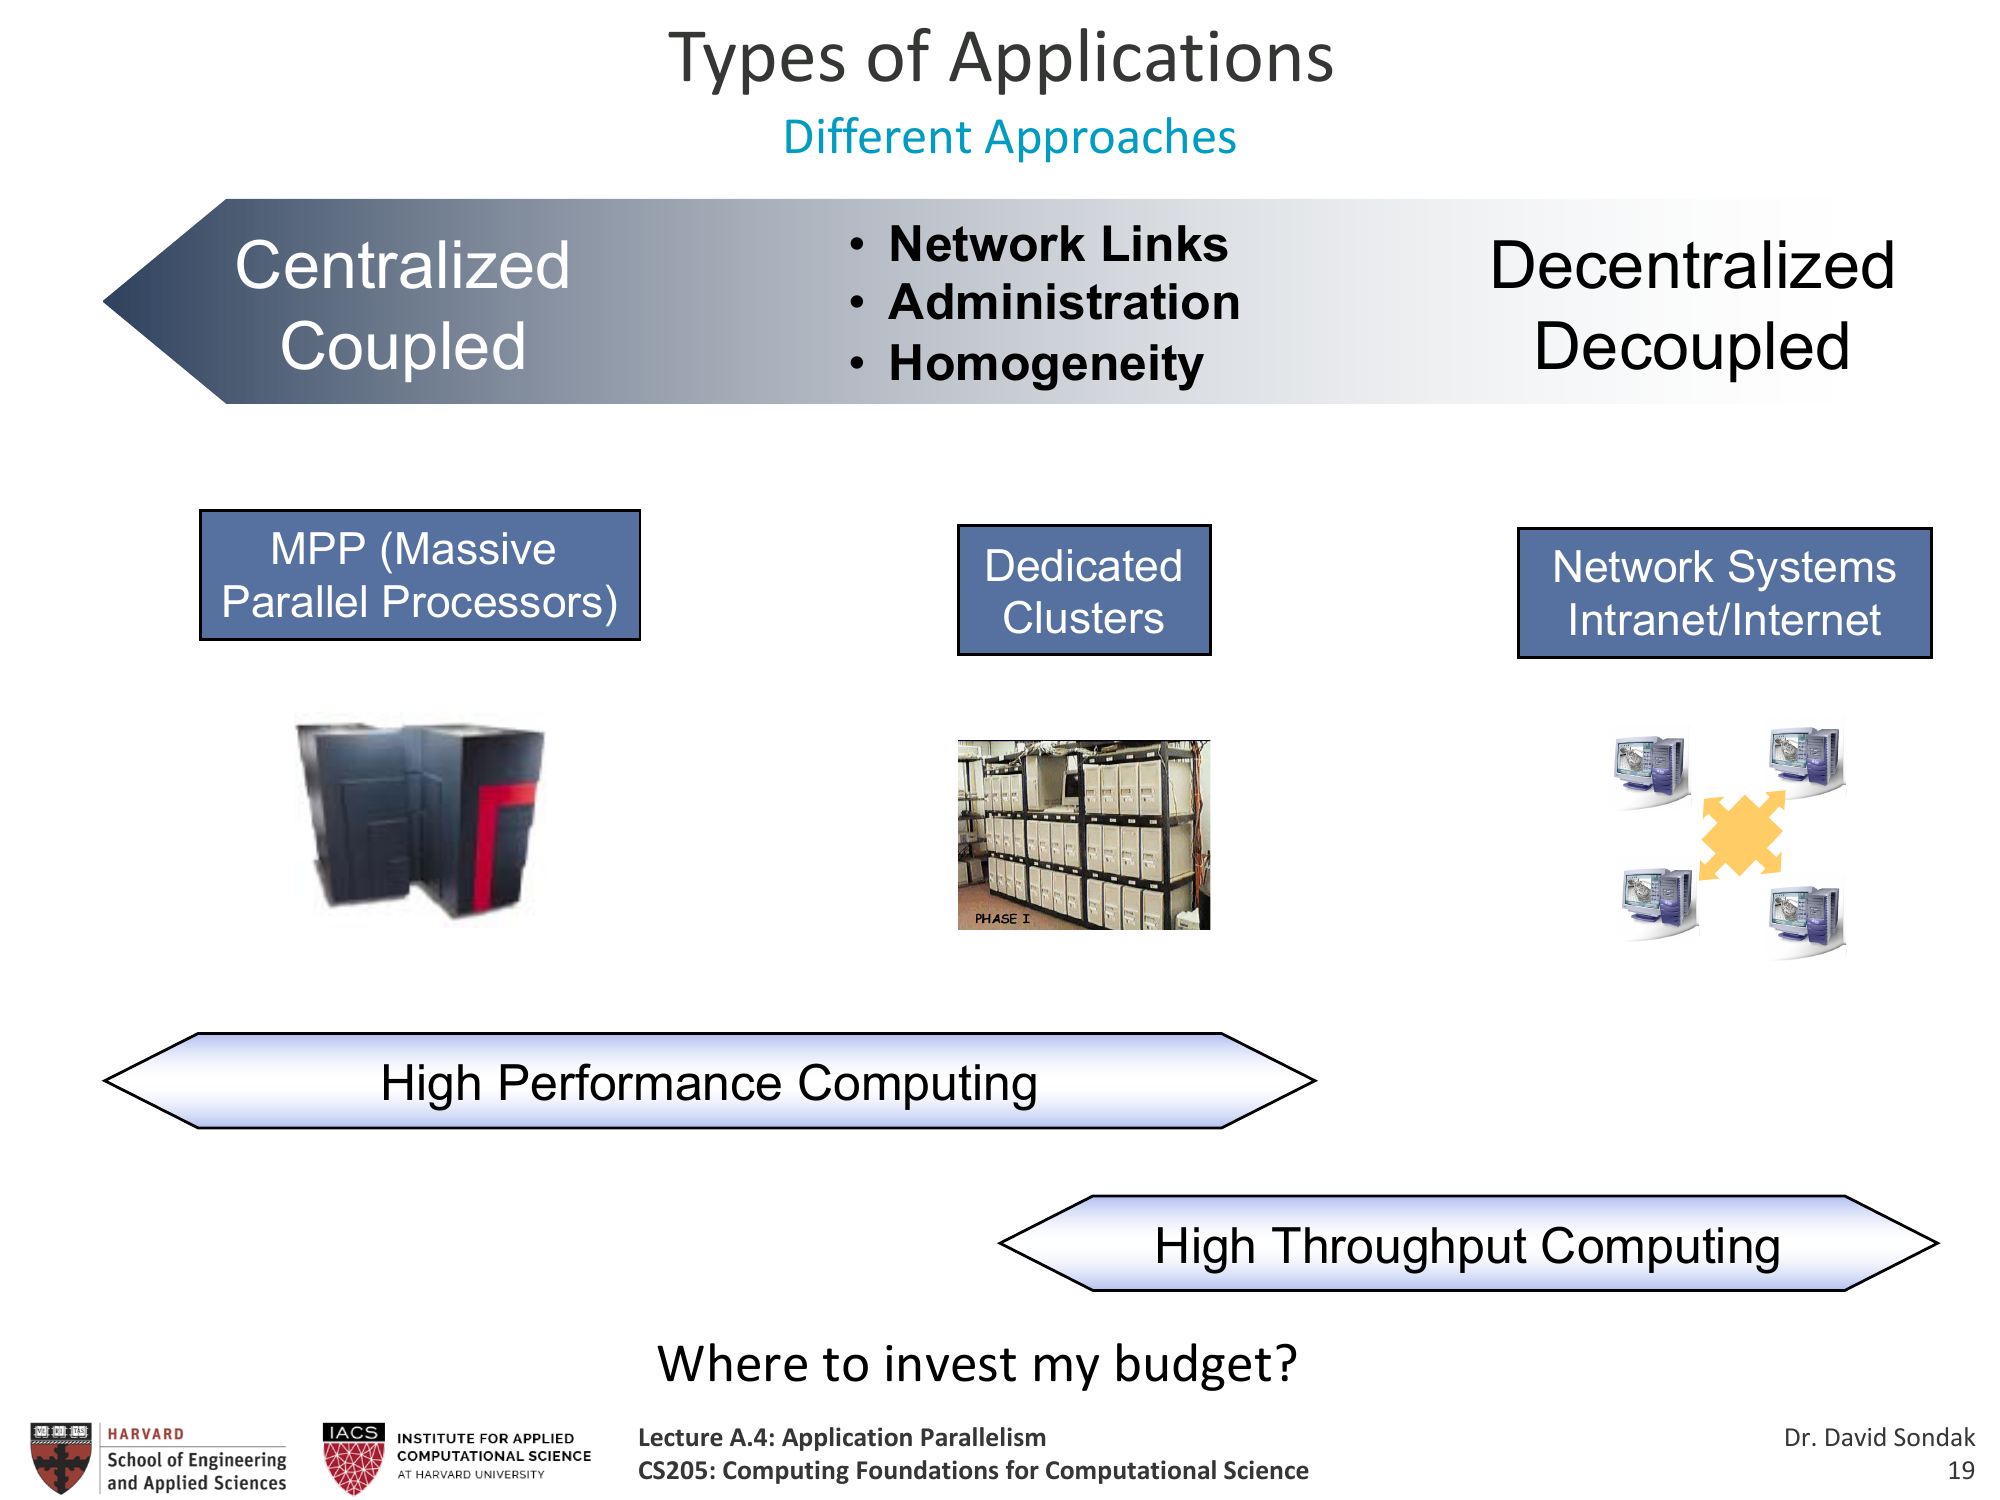 Types of Applications
Different Approaches
Centralized
Coupled
• Network Links
• Administration
• Homogeneity
Decentralized
Decoupled
MPP (Massive
Parallel Processors)
Dedicated
Clusters
Network Systems
Intranet/Internet
PHASE I
High Performance Computing
High Throughput Computing
Where to invest my budget?
HARVARD
School of Engineering
and Applied Sciences
IACS
INSTITUTE FOR APPLIED
COMPUTATIONAL SCIENCE
AT HARVARD UNIVERSITY
Lecture A.4: Application Parallelism
CS205: Computing Foundations for Computational Science
Dr. David Sondak
19